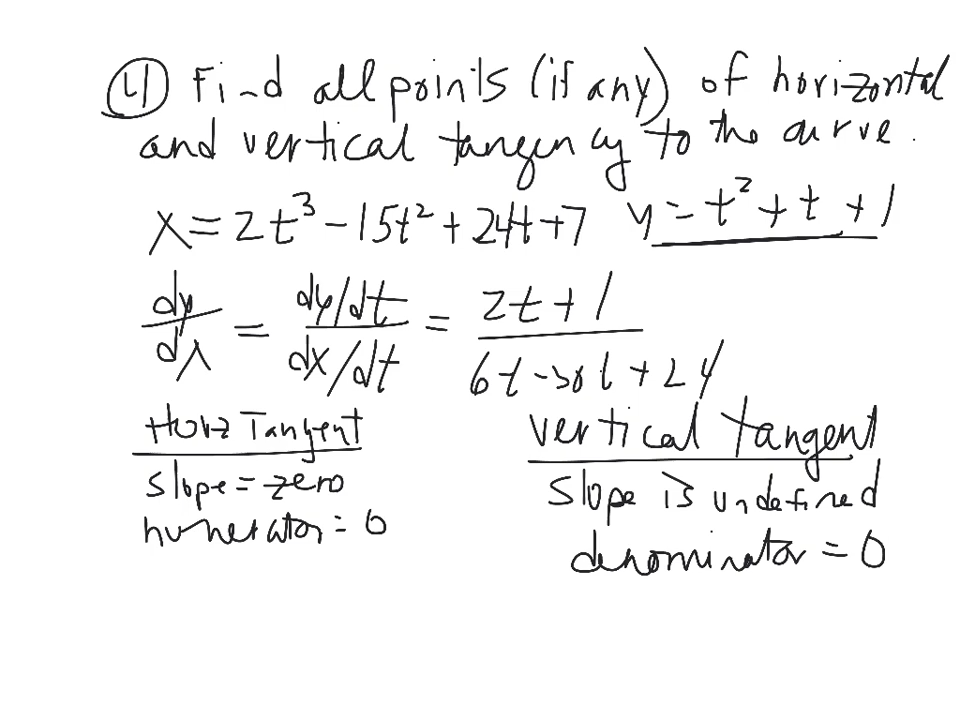 ④ Find all points (if any) of horizontal
and vertical tangency to the curve.
x = 2t³ - 15t² + 24t + 7 y = t² + t + 1
dy/dx = (dy/dt)/(dx/dt) = (2t + 1)/(6t - 30t + 24)
Horz Tangent
slope = zero
numerator = 0
vertical tangent
slope is undefined
denominator = 0